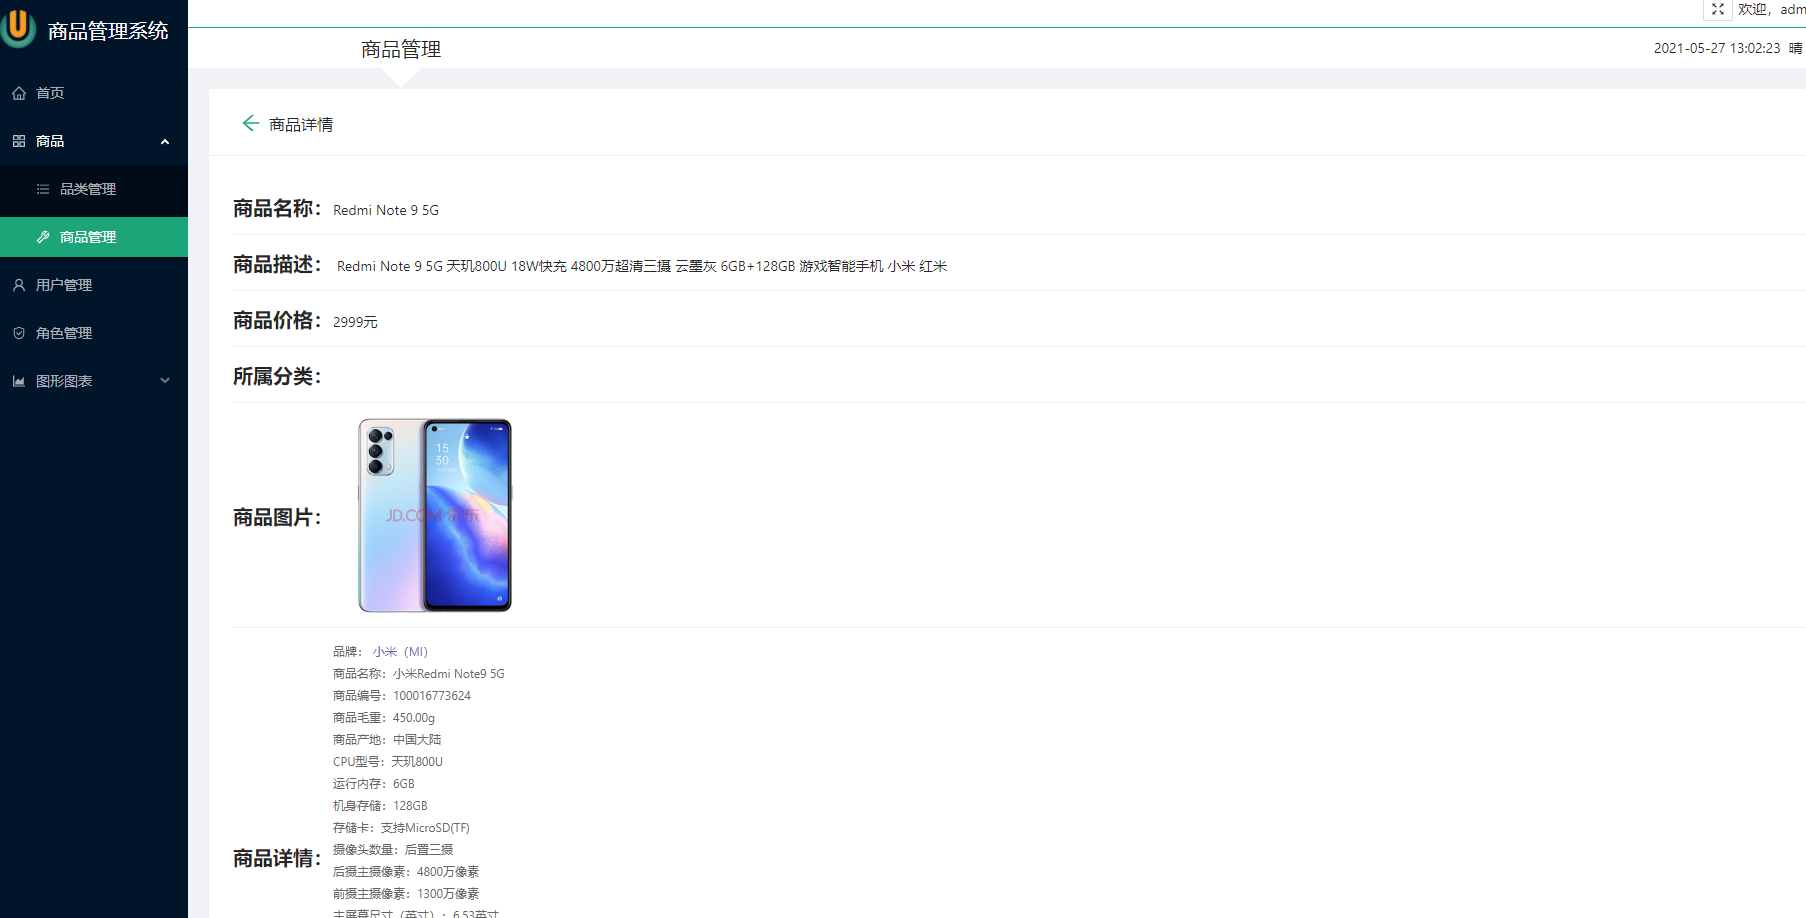 商品管理系统
欢迎，adm
商品管理
2021-05-27 13:02:23 晴
首页
商品
品类管理
商品管理
用户管理
角色管理
图形图表
商品详情
商品名称： Redmi Note 9 5G
商品描述： Redmi Note 9 5G 天玑800U 18W快充 4800万超清三摄 云墨灰 6GB+128GB 游戏智能手机 小米 红米
商品价格： 2999元
所属分类：
商品图片：
15
30
JD.COM 京东
商品详情：
品牌： 小米（MI）
商品名称：小米Redmi Note9 5G
商品编号：100016773624
商品毛重：450.00g
商品产地：中国大陆
CPU型号：天玑800U
运行内存：6GB
机身存储：128GB
存储卡：支持MicroSD(TF)
摄像头数量：后置三摄
后摄主摄像素：4800万像素
前摄主摄像素：1300万像素
主屏幕尺寸（英寸）：6.53英寸